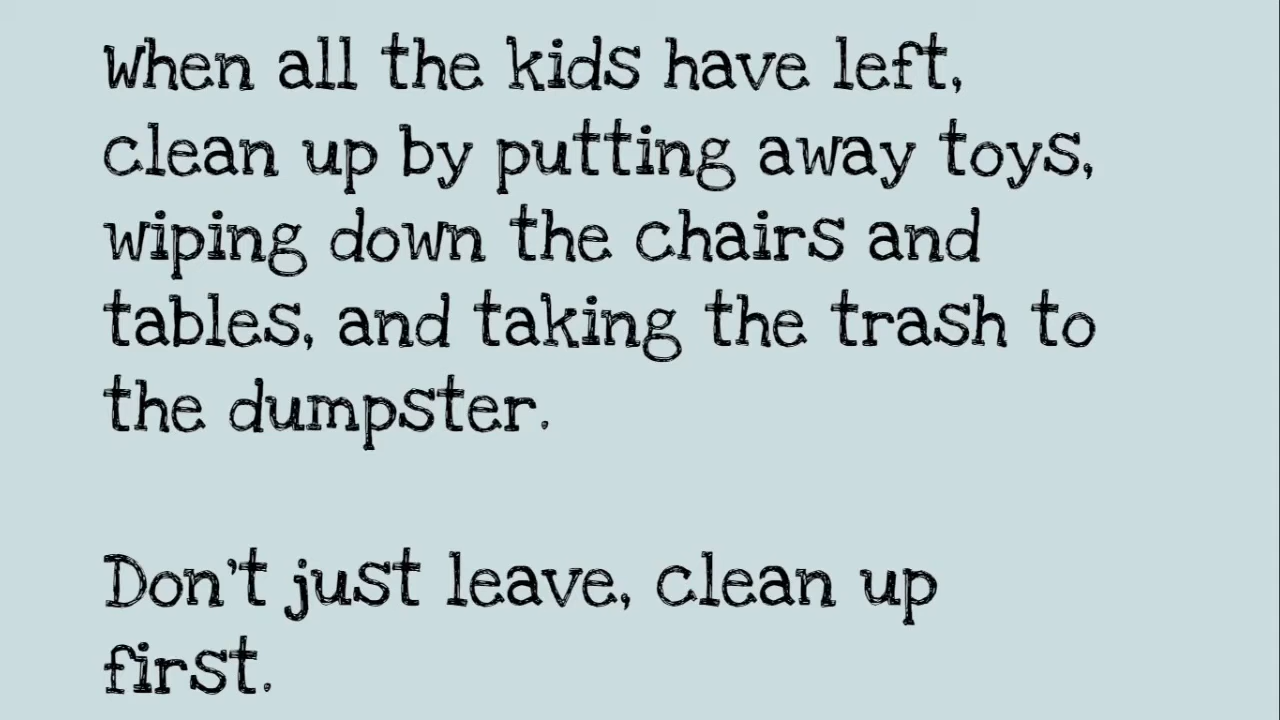 When all the kids have left,
clean up by putting away toys,
wiping down the chairs and
tables, and taking the trash to
the dumpster.
Don't just leave, clean up
first.